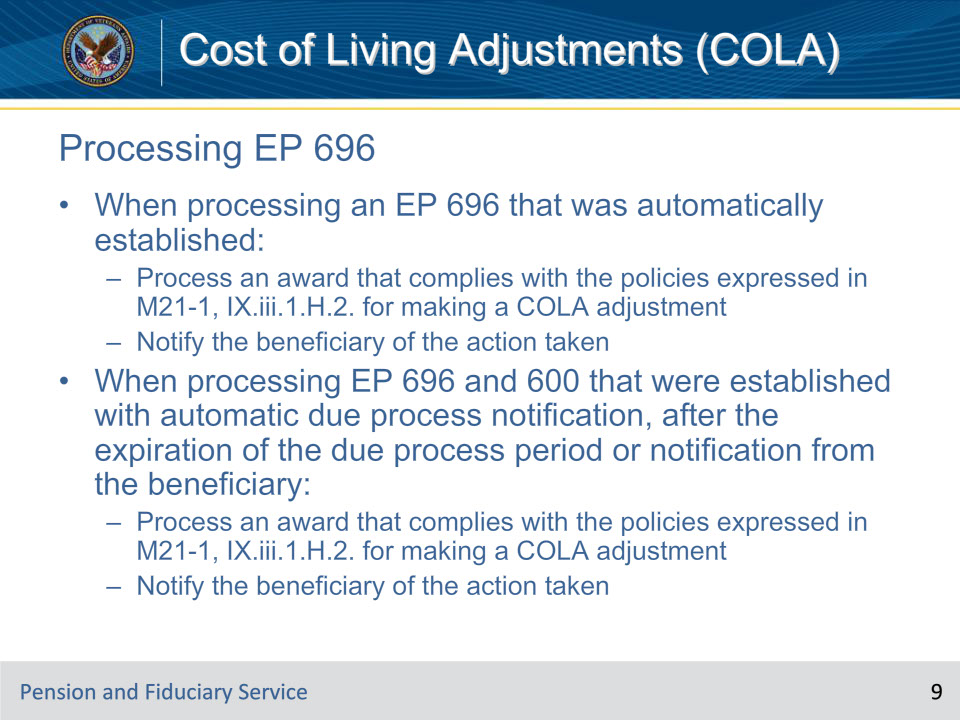 Cost of Living Adjustments (COLA)
Processing EP 696
• When processing an EP 696 that was automatically
established:
– Process an award that complies with the policies expressed in
M21-1, IX.iii.1.H.2. for making a COLA adjustment
– Notify the beneficiary of the action taken
• When processing EP 696 and 600 that were established
with automatic due process notification, after the
expiration of the due process period or notification from
the beneficiary:
– Process an award that complies with the policies expressed in
M21-1, IX.iii.1.H.2. for making a COLA adjustment
– Notify the beneficiary of the action taken
Pension and Fiduciary Service
9